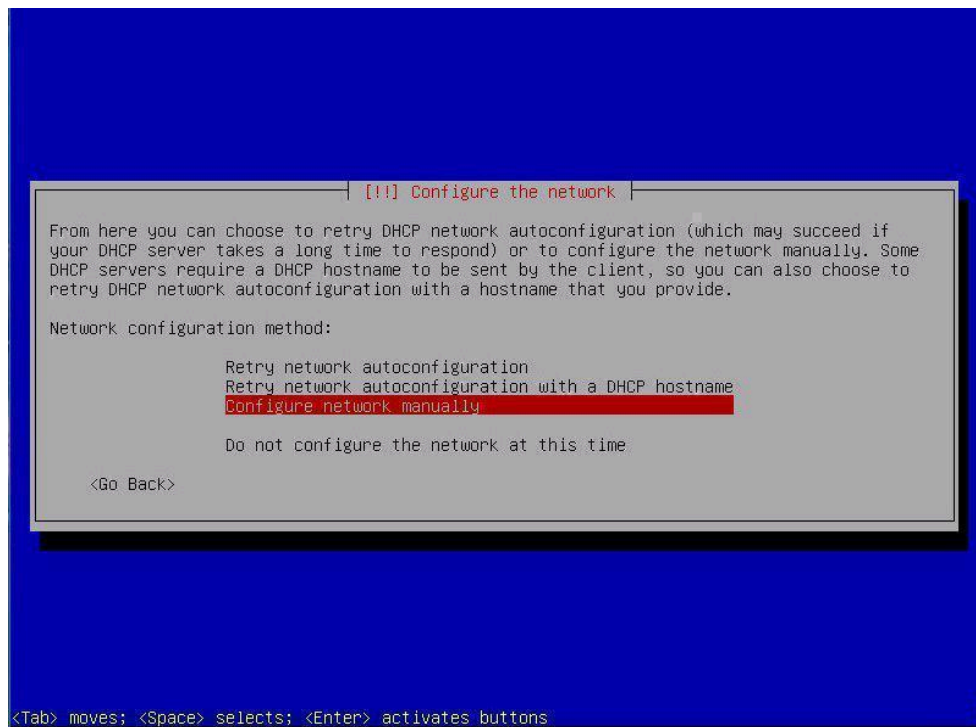 [!!] Configure the network
From here you can choose to retry DHCP network autoconfiguration (which may succeed if
your DHCP server takes a long time to respond) or to configure the network manually. Some
DHCP servers require a DHCP hostname to be sent by the client, so you can also choose to
retry DHCP network autoconfiguration with a hostname that you provide.
Network configuration method:
Retry network autoconfiguration
Retry network autoconfiguration with a DHCP hostname
Configure network manually
Do not configure the network at this time
<Go Back>
<Tab> moves; <Space> selects; <Enter> activates buttons